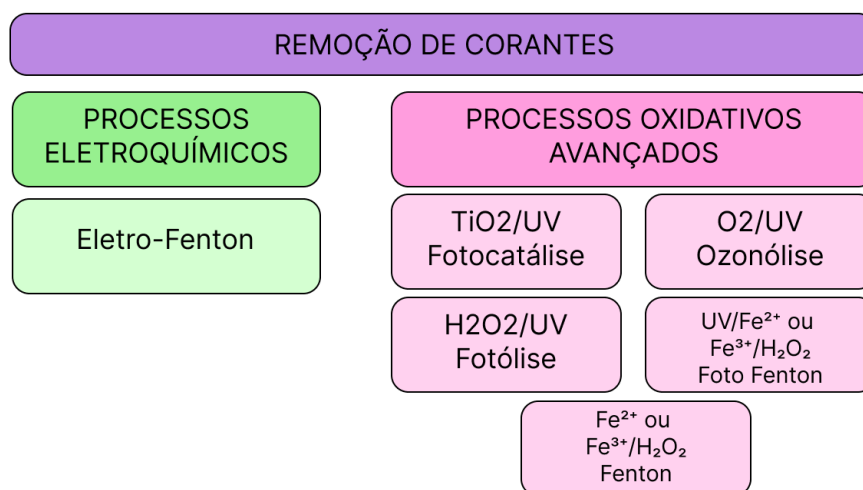 REMOÇÃO DE CORANTES
PROCESSOS
ELETROQUÍMICOS
Eletro-Fenton
PROCESSOS OXIDATIVOS
AVANÇADOS
TiO2/UV
Fotocatálise
O2/UV
Ozonólise
H2O2/UV
Fotólise
UV/Fe²⁺ ou
Fe³⁺/H₂O₂
Foto Fenton
Fe²⁺ ou
Fe³⁺/H₂O₂
Fenton